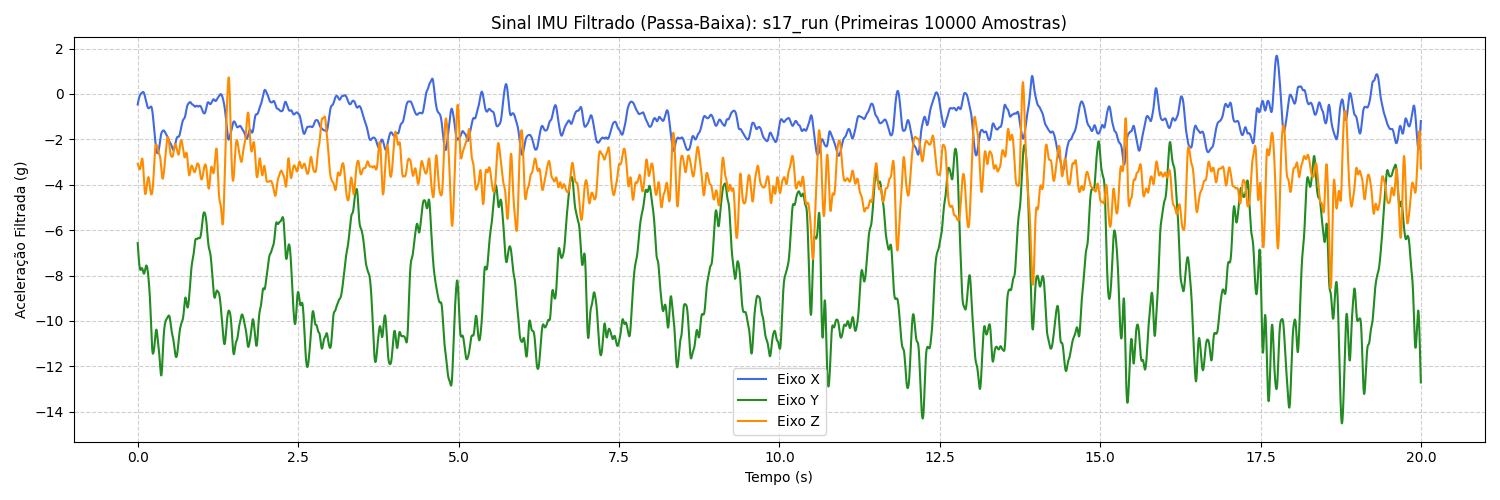 Sinal IMU Filtrado (Passa-Baixa): s17_run (Primeiras 10000 Amostras)
Aceleração Filtrada (g)
2
0
−2
−4
−6
−8
−10
−12
−14
Eixo X
Eixo Y
Eixo Z
0.0 2.5 5.0 7.5 10.0 12.5 15.0 17.5 20.0
Tempo (s)